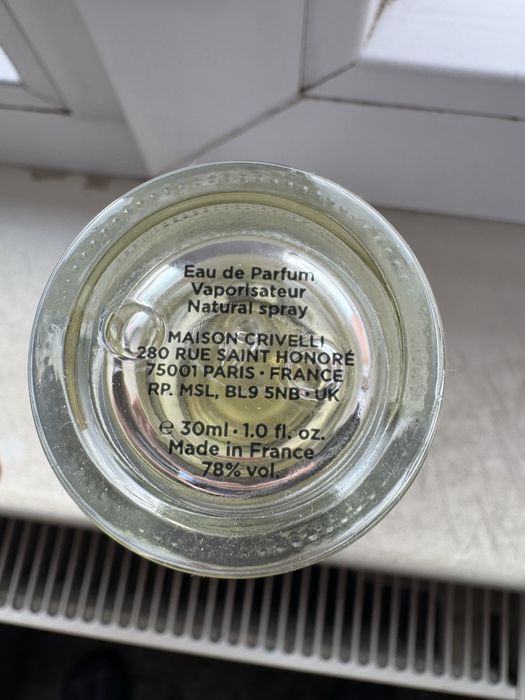 Eau de Parfum
Vaporisateur
Natural spray
MAISON CRIVELLI
280 RUE SAINT HONORÉ
75001 PARIS · FRANCE
RP. MSL, BL9 5NB · UK
℮ 30ml · 1.0 fl. oz.
Made in France
78% vol.